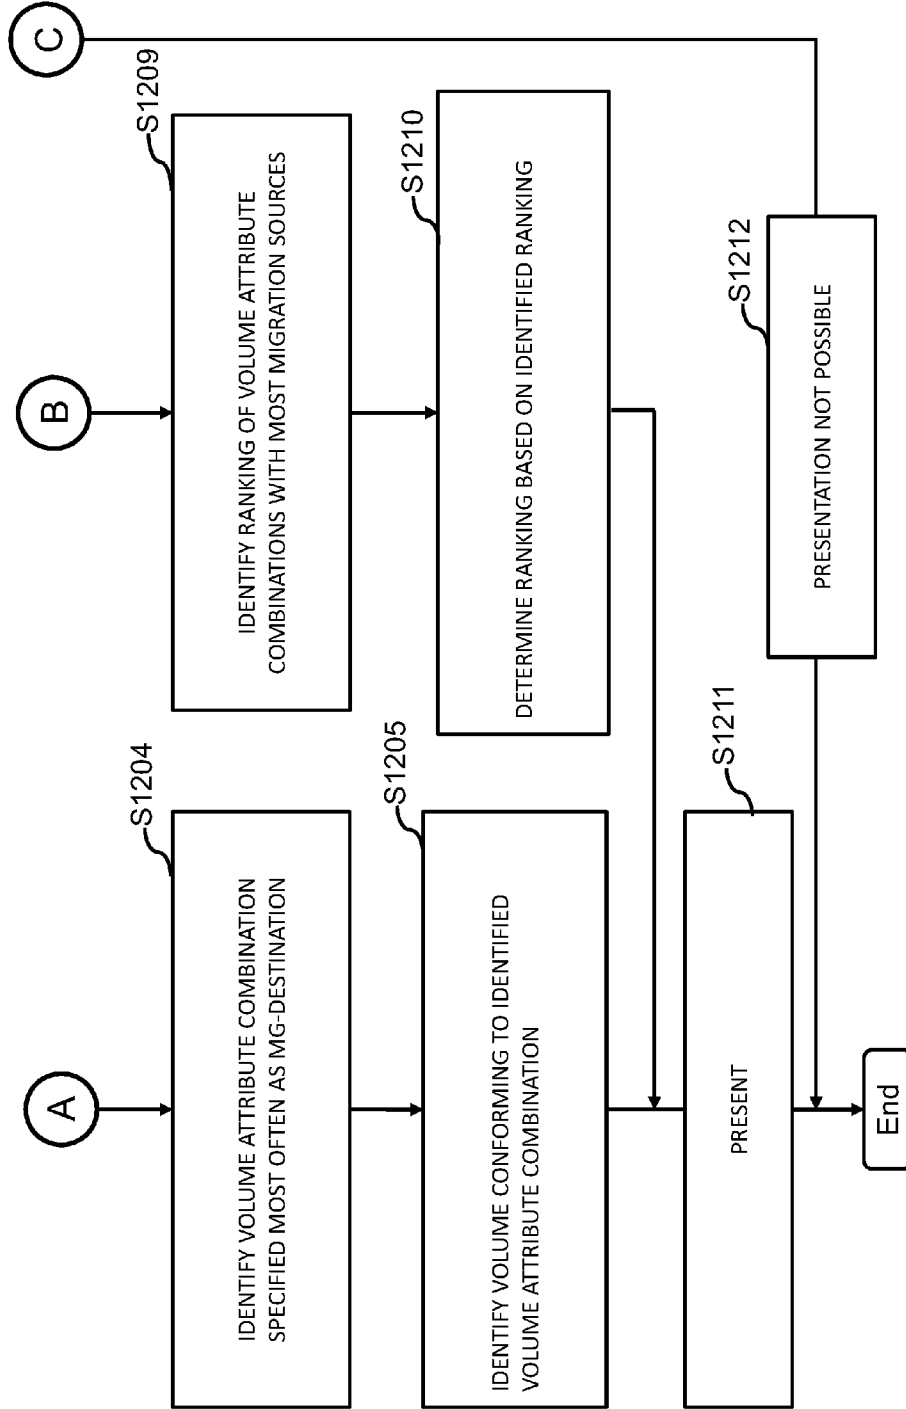 A
S1204
IDENTIFY VOLUME ATTRIBUTE COMBINATION
SPECIFIED MOST OFTEN AS MG-DESTINATION
S1205
IDENTIFY VOLUME CONFORMING TO IDENTIFIED
VOLUME ATTRIBUTE COMBINATION
B
S1209
IDENTIFY RANKING OF VOLUME ATTRIBUTE
COMBINATIONS WITH MOST MIGRATION SOURCES
S1210
DETERMINE RANKING BASED ON IDENTIFIED RANKING
S1211
PRESENT
C
S1212
PRESENTATION NOT POSSIBLE
End